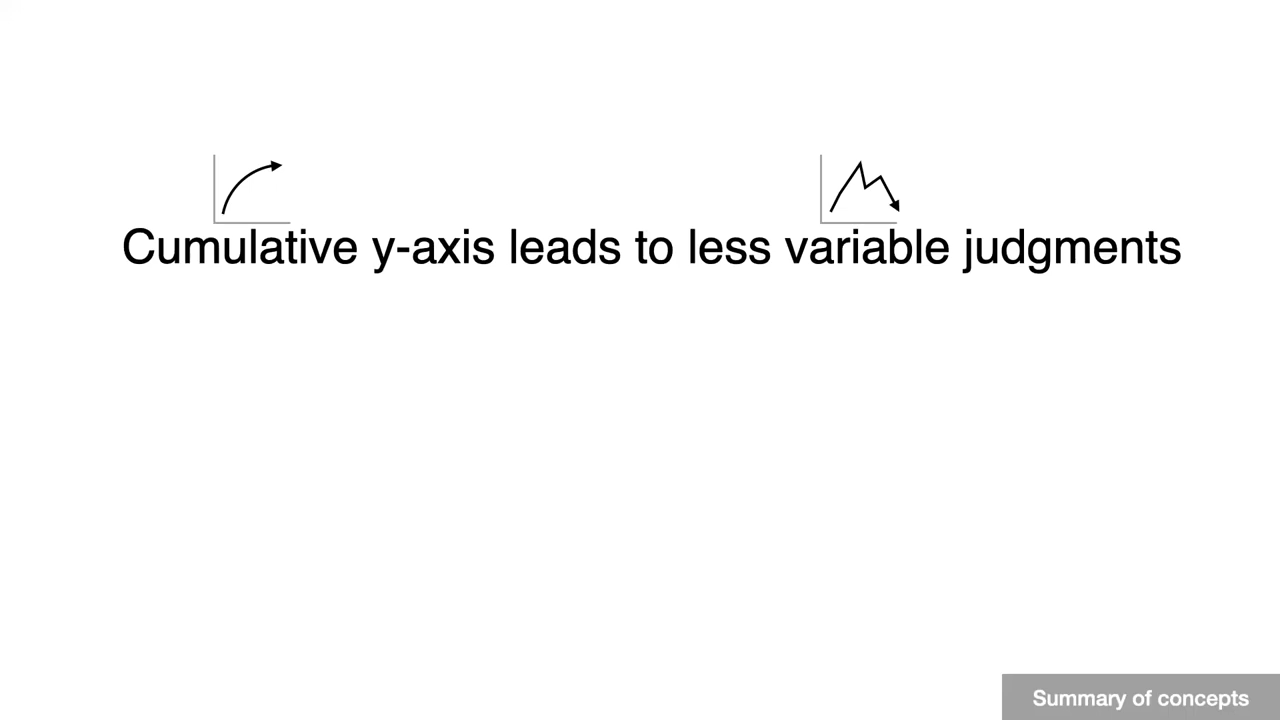 Cumulative y-axis leads to less variable judgments
Summary of concepts